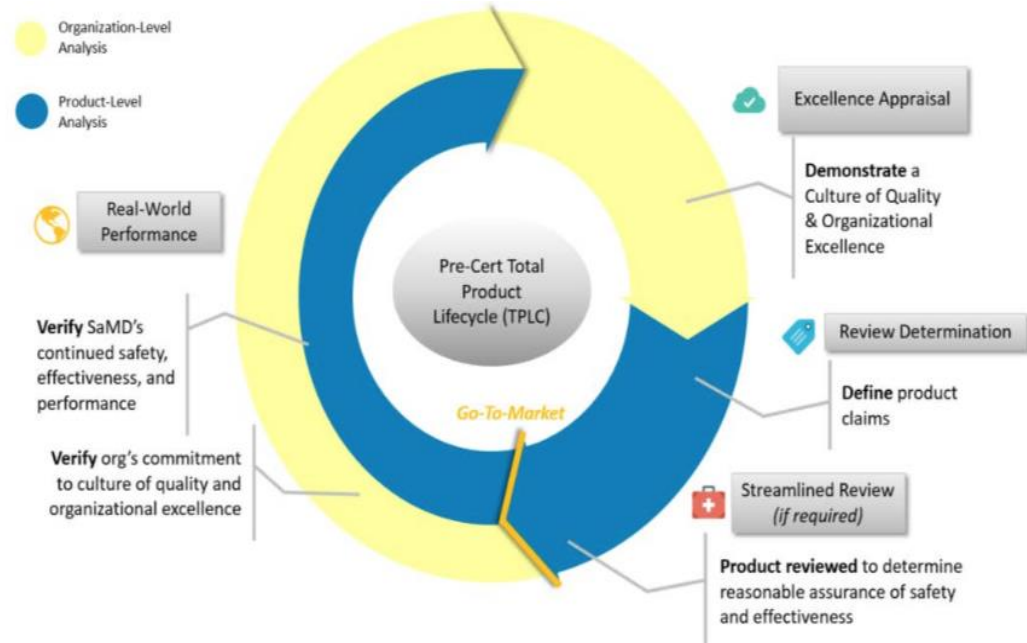 Organization-Level
Analysis
Product-Level
Analysis
Excellence Appraisal
Demonstrate a
Culture of Quality
& Organizational
Excellence
Real-World
Performance
Pre-Cert Total
Product
Lifecycle (TPLC)
Review Determination
Define product
claims
Verify SaMD's
continued safety,
effectiveness, and
performance
Go-To-Market
Verify org's commitment
to culture of quality and
organizational excellence
Streamlined Review
(if required)
Product reviewed to determine
reasonable assurance of safety
and effectiveness